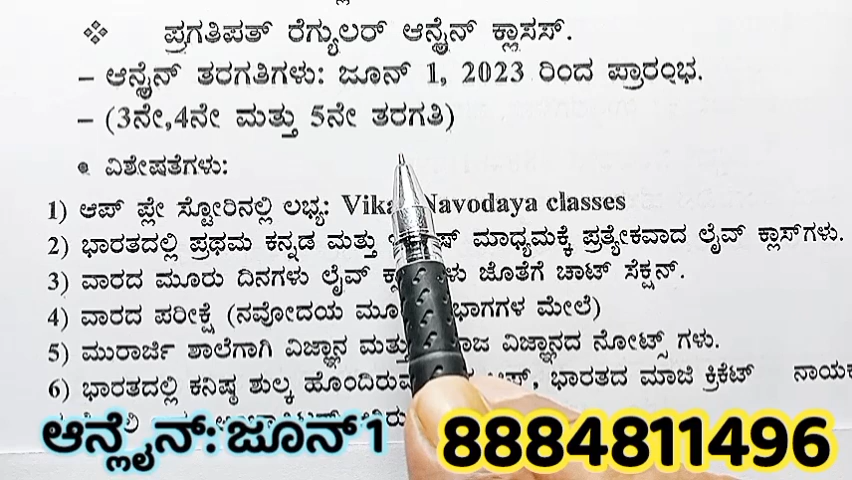 ಪ್ರಗತಿಪತ್ ರೆಗ್ಯುಲರ್ ಆನ್ಲೈನ್ ಕ್ಲಾಸಸ್.
– ಆನ್ಲೈನ್ ತರಗತಿಗಳು: ಜೂನ್ 1, 2023 ರಿಂದ ಪ್ರಾರಂಭ.
– (3ನೇ,4ನೇ ಮತ್ತು 5ನೇ ತರಗತಿ)
ವಿಶೇಷತೆಗಳು:
1) ಆಪ್ ಪ್ಲೇ ಸ್ಟೋರಿನಲ್ಲಿ ಲಭ್ಯ: Navodaya classes
2) ಭಾರತದಲ್ಲಿ ಪ್ರಥಮ ಕನ್ನಡ ಮತ್ತು ಮಾಧ್ಯಮಕ್ಕೆ ಪ್ರತ್ಯೇಕವಾದ ಲೈವ್ ಕ್ಲಾಸ್‌ಗಳು.
3) ವಾರದ ಮೂರು ದಿನಗಳು ಲೈವ್ ಜೊತೆಗೆ ಚಾಟ್ ಸೆಕ್ಷನ್.
4) ವಾರದ ಪರೀಕ್ಷೆ (ನವೋದಯ ಮೇಲೆ)
5) ಮುರಾರ್ಜಿ ಶಾಲೆಗಾಗಿ ವಿಜ್ಞಾನ ಮತ್ತು ವಿಜ್ಞಾನದ ನೋಟ್ಸ್ ಗಳು.
6) ಭಾರತದಲ್ಲಿ ಕನಿಷ್ಠ ಶುಲ್ಕ ಭಾರತದ ಮಾಜಿ ಕ್ರಿಕೆಟ್
ಆನ್ಲೈನ್: ಜೂನ್ 1 8884811496